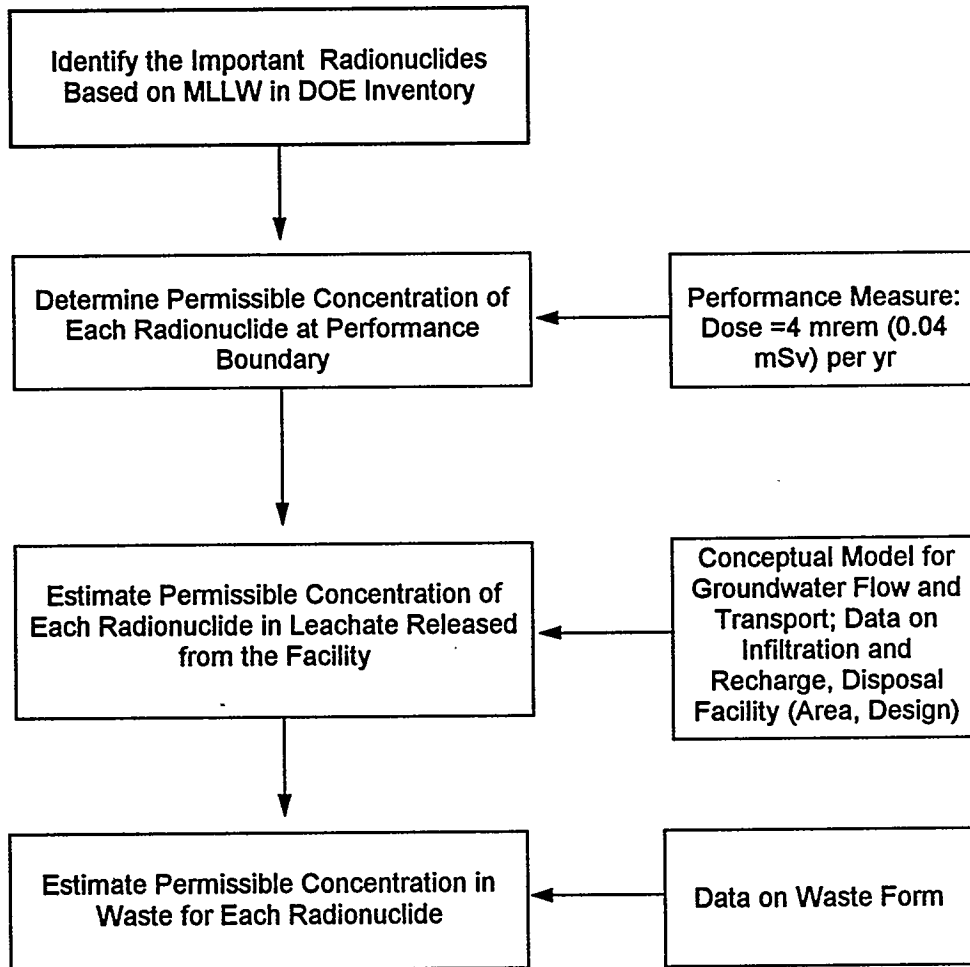 Identify the Important Radionuclides
Based on MLLW in DOE Inventory
Determine Permissible Concentration of
Each Radionuclide at Performance
Boundary
Performance Measure:
Dose =4 mrem (0.04
mSv) per yr
Estimate Permissible Concentration of
Each Radionuclide in Leachate Released
from the Facility
Conceptual Model for
Groundwater Flow and
Transport; Data on
Infiltration and
Recharge, Disposal
Facility (Area, Design)
Estimate Permissible Concentration in
Waste for Each Radionuclide
Data on Waste Form